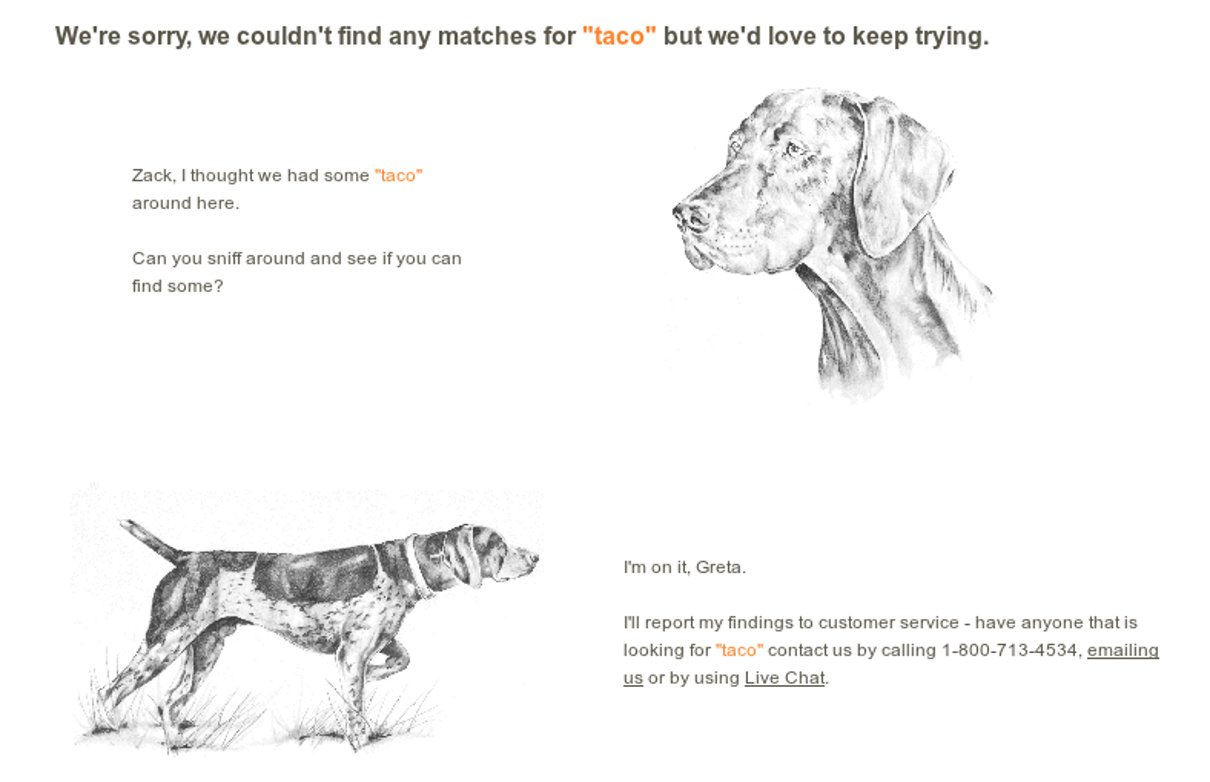 We're sorry, we couldn't find any matches for "taco" but we'd love to keep trying.
Zack, I thought we had some "taco"
around here.
Can you sniff around and see if you can
find some?
I'm on it, Greta.
I'll report my findings to customer service - have anyone that is
looking for "taco" contact us by calling 1-800-713-4534, emailing
us or by using Live Chat.